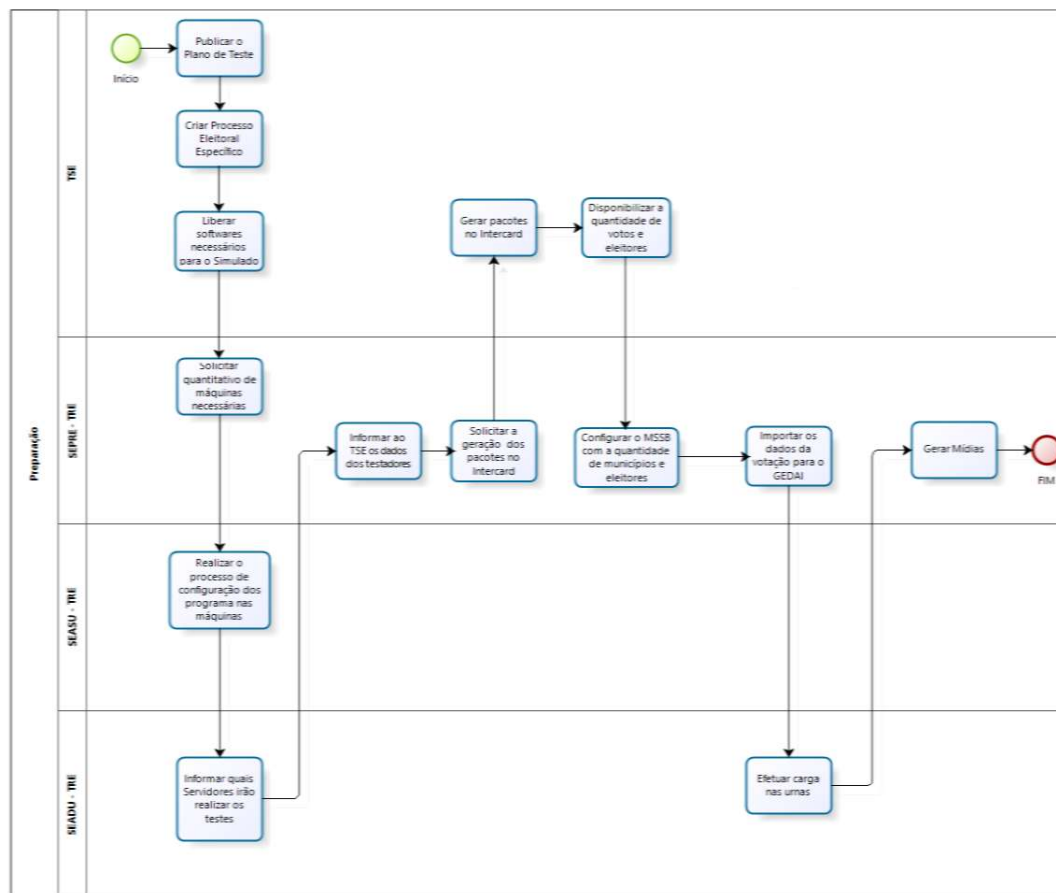 Preparação
TSE
Início
Publicar o
Plano de Teste
Criar Processo
Eleitoral
Específico
Liberar
softwares
necessários
para o Simulado
Gerar pacotes
no Intercard
Disponibilizar a
quantidade de
votos e
eleitores
SEPRE - TRE
Solicitar
quantitativo de
máquinas
necessárias
Informar ao
TSE os dados
dos testadores
Solicitar a
geração dos
pacotes no
Intercard
Configurar o MSSB
com a quantidade
de municípios e
eleitores
Importar os
dados da
votação para o
GEDAI
Gerar Mídias
FIM
SEASU - TRE
Realizar o
processo de
configuração dos
programa nas
máquinas
SEADU - TRE
Informar quais
Servidores irão
realizar os
testes
Efetuar carga
nas urnas